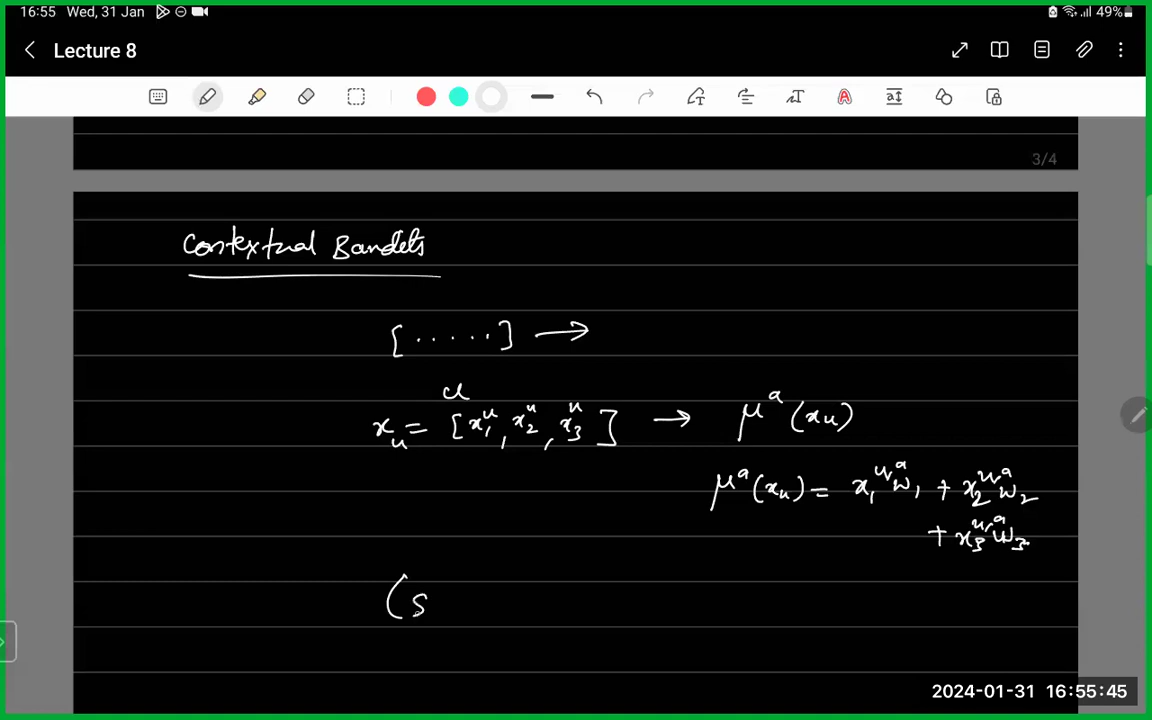 16:55 Wed, 31 Jan 49%
Lecture 8
3/4
Contextual Bandits
[.....] →
u
x_u = [x_1^u, x_2^u, x_3^u] → μ^a(x_u)
μ^a(x_u) = x_1^u w_1^a + x_2^u w_2^a
+ x_3^u w_3^a
(s
2024-01-31 16:55:45